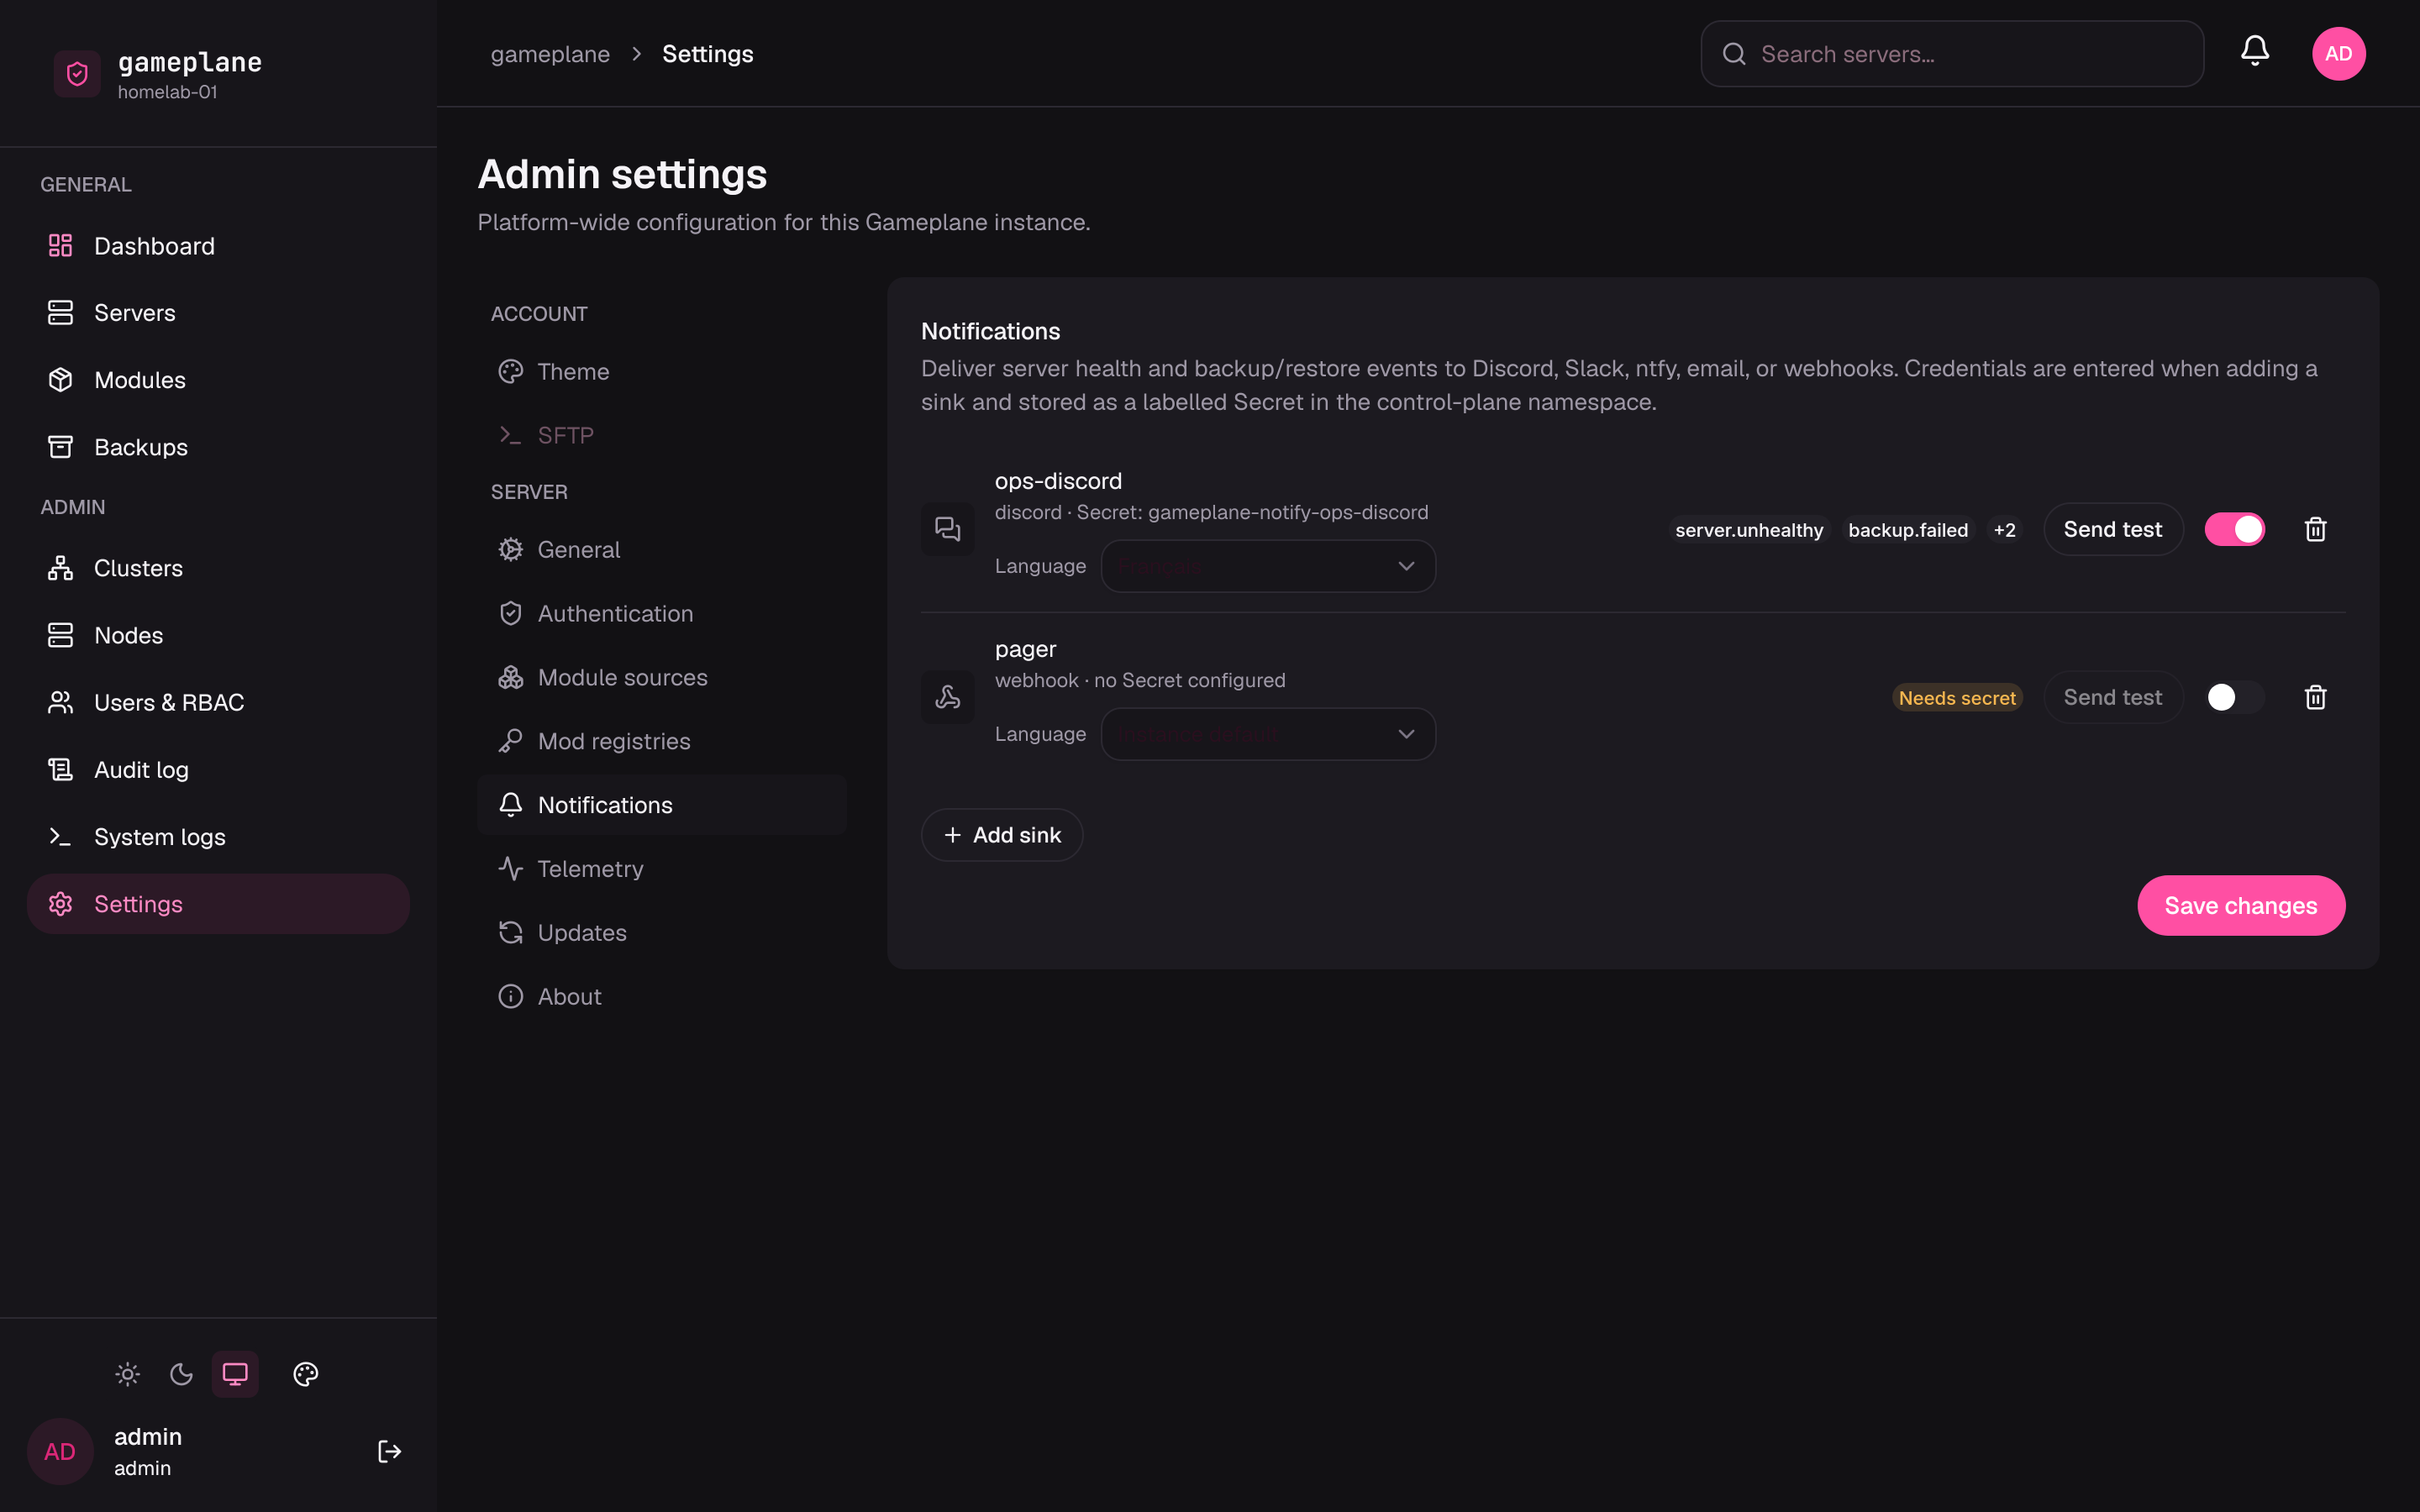 gameplane
homelab-01
GENERAL
Dashboard
Servers
Modules
Backups
ADMIN
Clusters
Nodes
Users & RBAC
Audit log
System logs
Settings
AD
admin
admin
gameplane
Settings
Search servers...
AD
Admin settings
Platform-wide configuration for this Gameplane instance.
ACCOUNT
Theme
SFTP
SERVER
General
Authentication
Module sources
Mod registries
Notifications
Telemetry
Updates
About
Notifications
Deliver server health and backup/restore events to Discord, Slack, ntfy, email, or webhooks. Credentials are entered when adding a
sink and stored as a labelled Secret in the control-plane namespace.
ops-discord
discord · Secret: gameplane-notify-ops-discord
Language
Français
server.unhealthy
backup.failed
+2
Send test
pager
webhook · no Secret configured
Language
Instance default
Needs secret
Send test
Add sink
Save changes